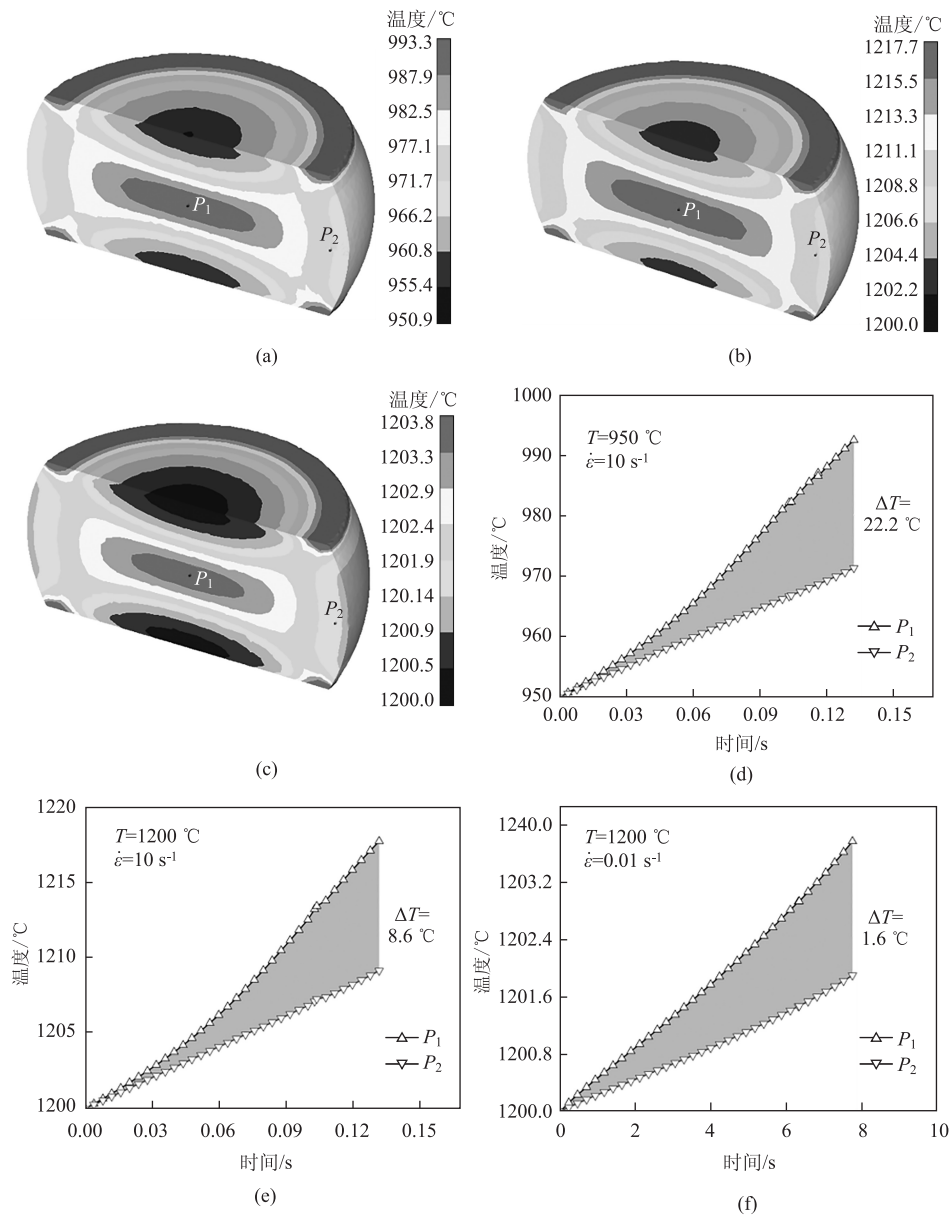 温度/℃
993.3
987.9
982.5
977.1
971.7
966.2
960.8
955.4
950.9
P1
P2
(a)
温度/℃
1217.7
1215.5
1213.3
1211.1
1208.8
1206.6
1204.4
1202.2
1200.0
P1
P2
(b)
温度/℃
1203.8
1203.3
1202.9
1202.4
1201.9
1201.14
1200.9
1200.5
1200.0
P1
P2
(c)
1000
990
980
970
960
950
温度/℃
T=950 ℃
ε̇=10 s-1
ΔT=
22.2 ℃
P1
P2
0.00 0.03 0.06 0.09 0.12 0.15
时间/s
(d)
1220
1215
1210
1205
1200
温度/℃
T=1200 ℃
ε̇=10 s-1
ΔT=
8.6 ℃
P1
P2
0.00 0.03 0.06 0.09 0.12 0.15
时间/s
(e)
1240.0
1203.2
1202.4
1201.6
1200.8
1200.0
温度/℃
T=1200 ℃
ε̇=0.01 s-1
ΔT=
1.6 ℃
P1
P2
0 2 4 6 8 10
时间/s
(f)